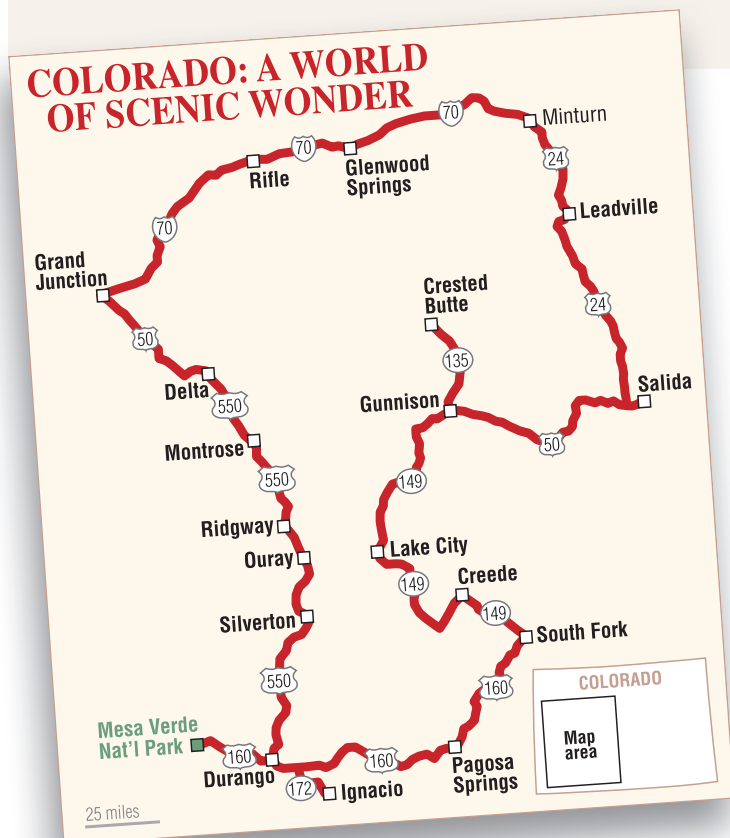 COLORADO: A WORLD
OF SCENIC WONDER
70
Minturn
70
24
Rifle
Glenwood
Springs
Leadville
70
Grand
Junction
Crested
Butte
24
50
135
Delta
550
Gunnison
Salida
Montrose
50
550
149
Ridgway
Ouray
Lake City
149
Creede
149
Silverton
South Fork
550
160
COLORADO
Map
area
Mesa Verde
Nat'l Park
160
Durango
160
Pagosa
Springs
172
Ignacio
25 miles